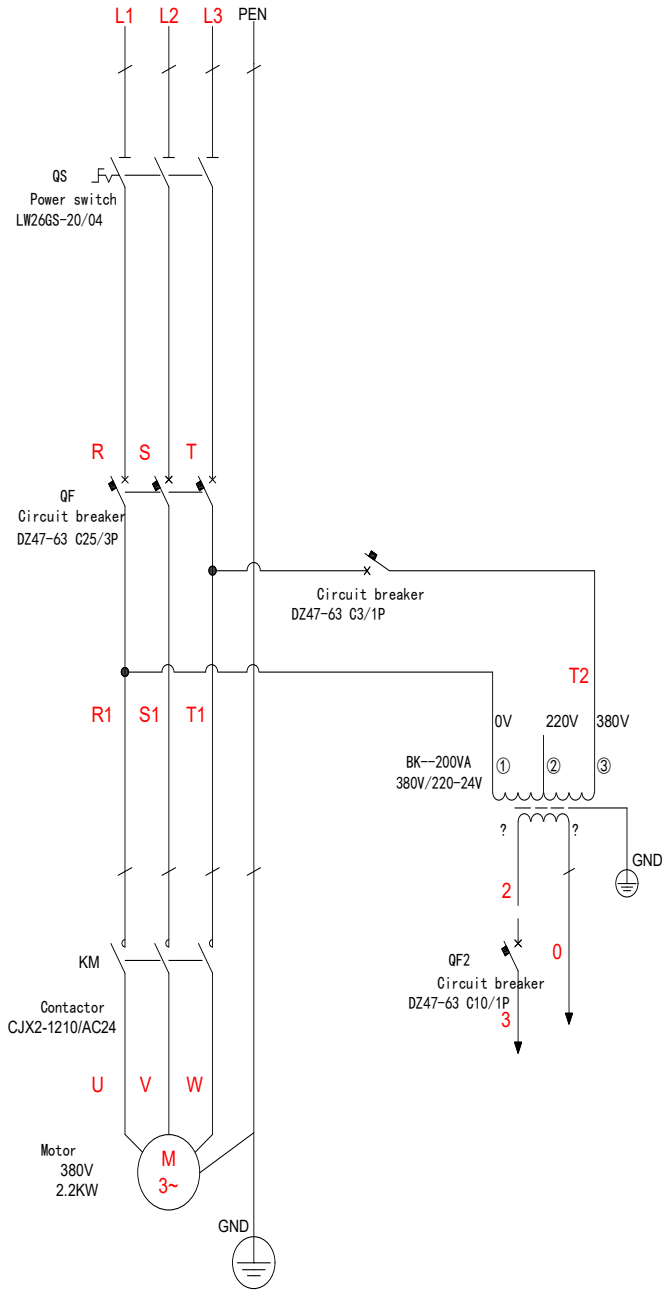 L1 L2 L3 PEN
QS
Power switch
LW26GS-20/04
R S T
QF
Circuit breaker
DZ47-63 C25/3P
Circuit breaker
DZ47-63 C3/1P
T2
R1 S1 T1
0V 220V 380V
BK--200VA
380V/220-24V
① ② ③
? ?
GND
2
KM
QF2
0
Circuit breaker
DZ47-63 C10/1P
3
Contactor
CJX2-1210/AC24
U V W
Motor
380V
2.2KW
M
3~
GND